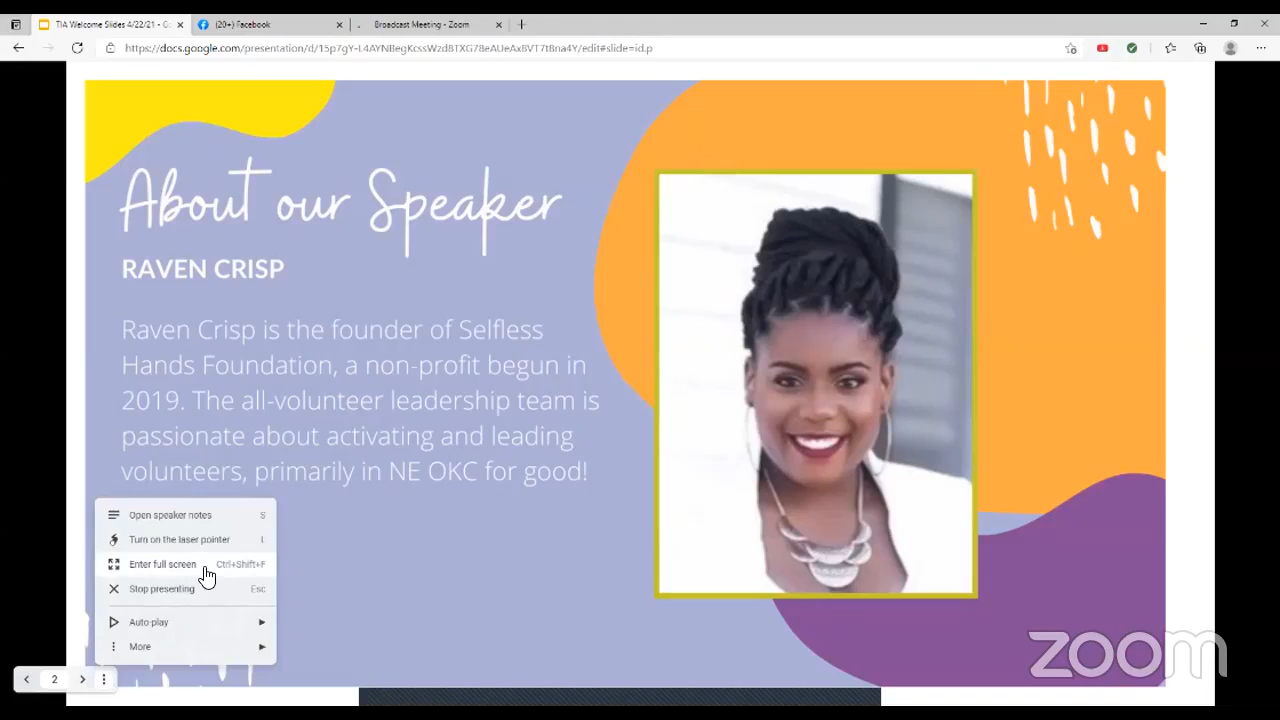 TIA Welcome Slides 4/22/21 - Go
(20+) Facebook
Broadcast Meeting - Zoom
https://docs.google.com/presentation/d/15p7gY-L4AYNBegKcssWzd8TXG78eAUeAxBVT7t8na4Y/edit#slide=id.p
About our Speaker
RAVEN CRISP
Raven Crisp is the founder of Selfless
Hands Foundation, a non-profit begun in
2019. The all-volunteer leadership team is
passionate about activating and leading
volunteers, primarily in NE OKC for good!
Open speaker notes S
Turn on the laser pointer L
Enter full screen Ctrl+Shift+F
Stop presenting Esc
Auto-play
More
2
zoom